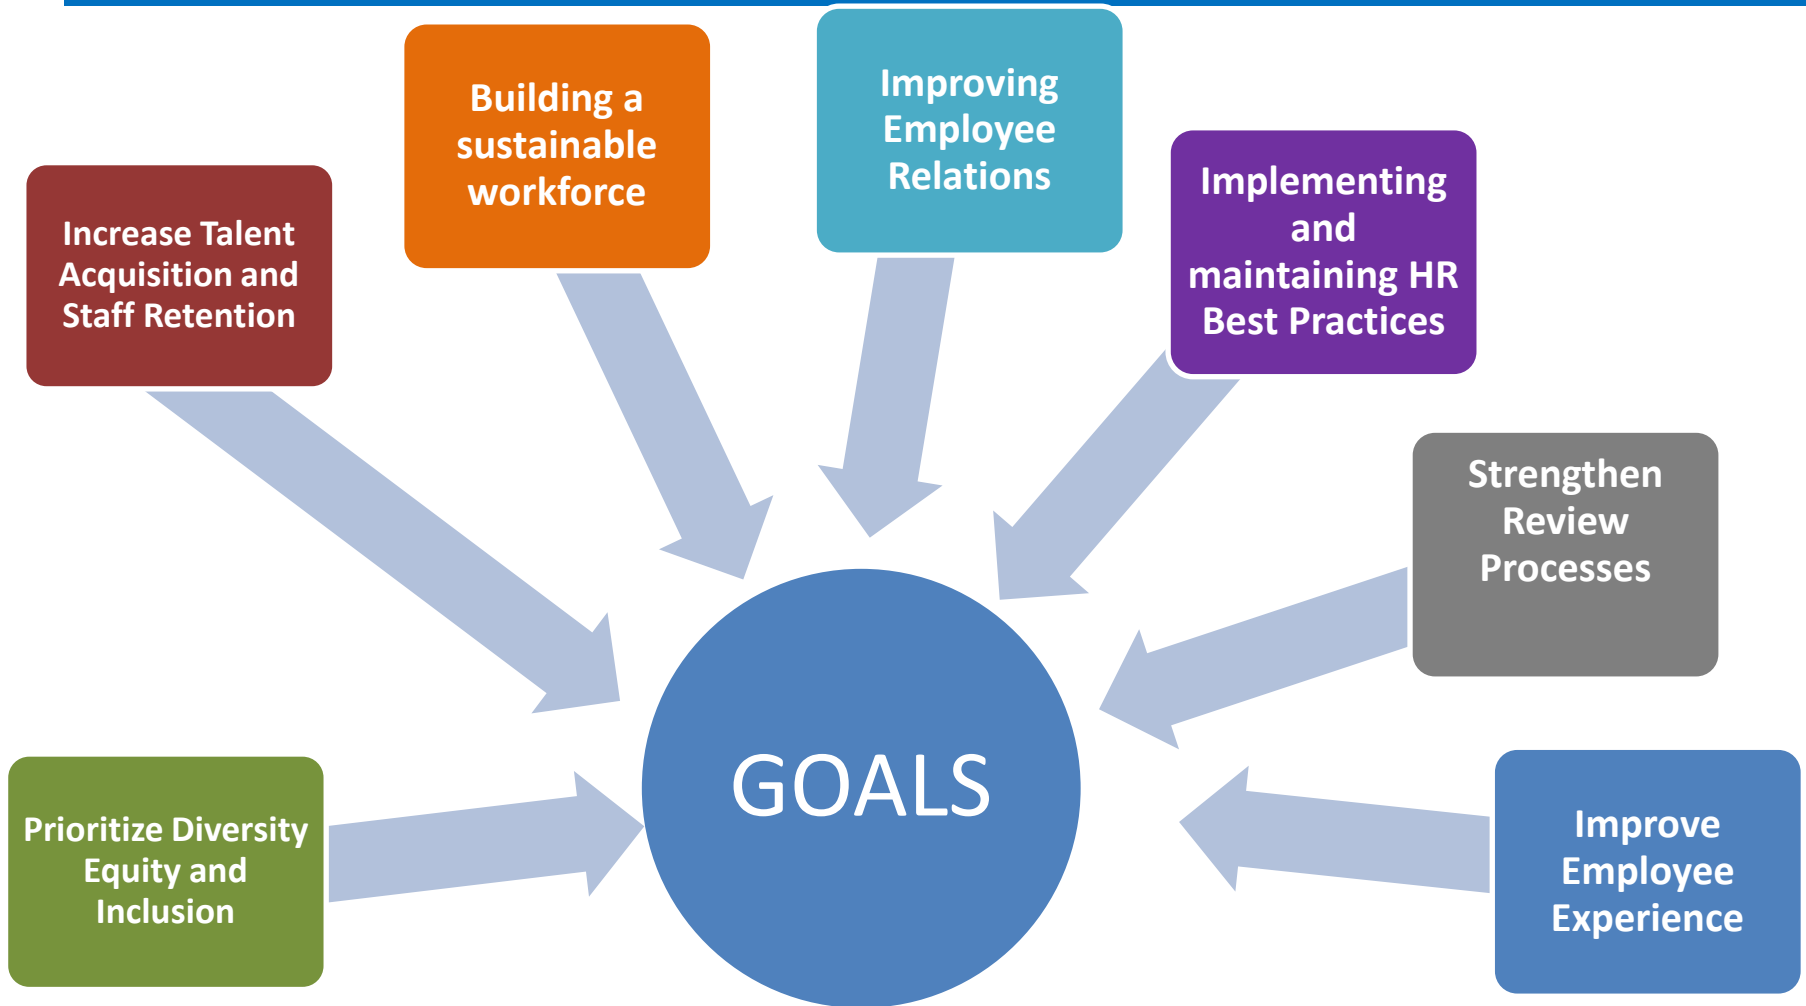 Improving
Employee
Relations
Building a
sustainable
workforce
Implementing
and
maintaining HR
Best Practices
Increase Talent
Acquisition and
Staff Retention
Strengthen
Review
Processes
GOALS
Prioritize Diversity
Equity and
Inclusion
Improve
Employee
Experience